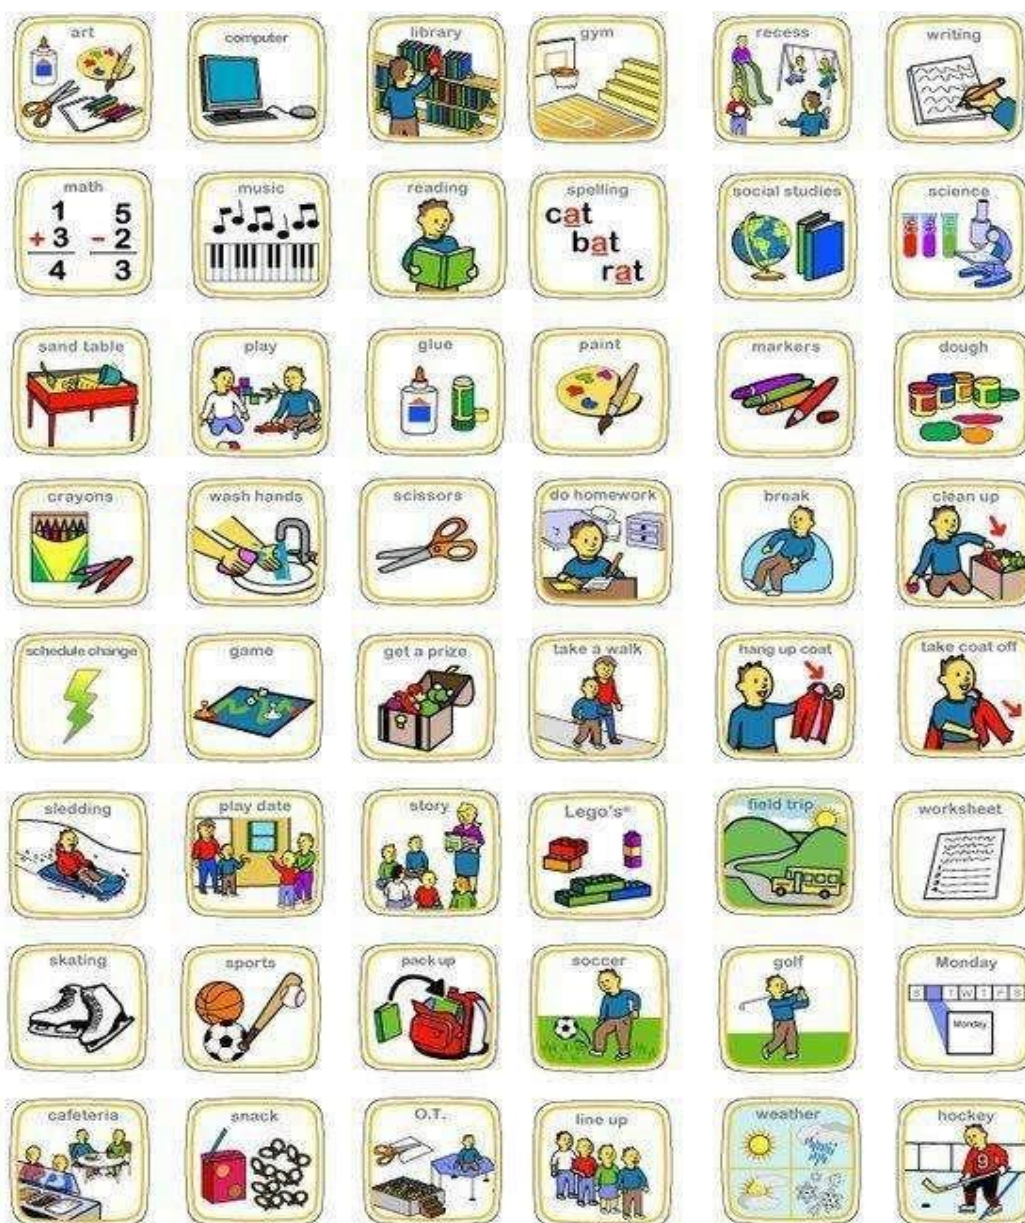 art
computer
library
gym
recess
writing
math
1 5
+ 3 - 2
4 3
music
reading
spelling
cat
bat
rat
social studies
science
sand table
play
glue
paint
markers
dough
crayons
wash hands
scissors
do homework
break
clean up
schedule change
game
get a prize
take a walk
hang up coat
take coat off
sledding
play date
story
Lego's®
field trip
worksheet
skating
sports
pack up
soccer
golf
Monday
S T W T F S
Monday
cafeteria
snack
O.T.
line up
weather
hockey
9